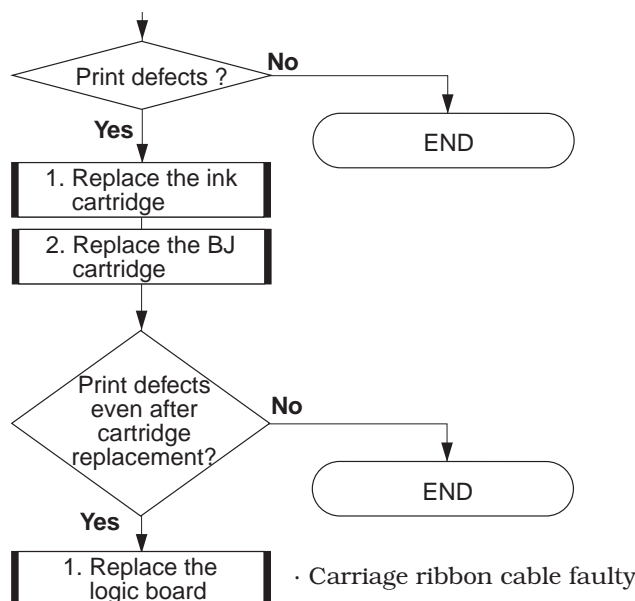 Print defects ?
No
END
Yes
1. Replace the ink
cartridge
2. Replace the BJ
cartridge
Print defects
even after
cartridge
replacement?
No
END
Yes
1. Replace the
logic board
· Carriage ribbon cable faulty